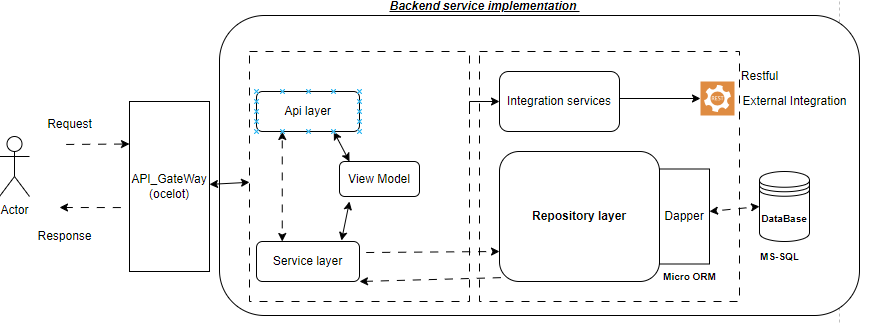 Backend service implementation
Restful
Api layer
Integration services
REST
External Integration
Request
View Model
API_GateWay
(ocelot)
Actor
Repository layer
Dapper
DataBase
Response
Service layer
MS-SQL
Micro ORM